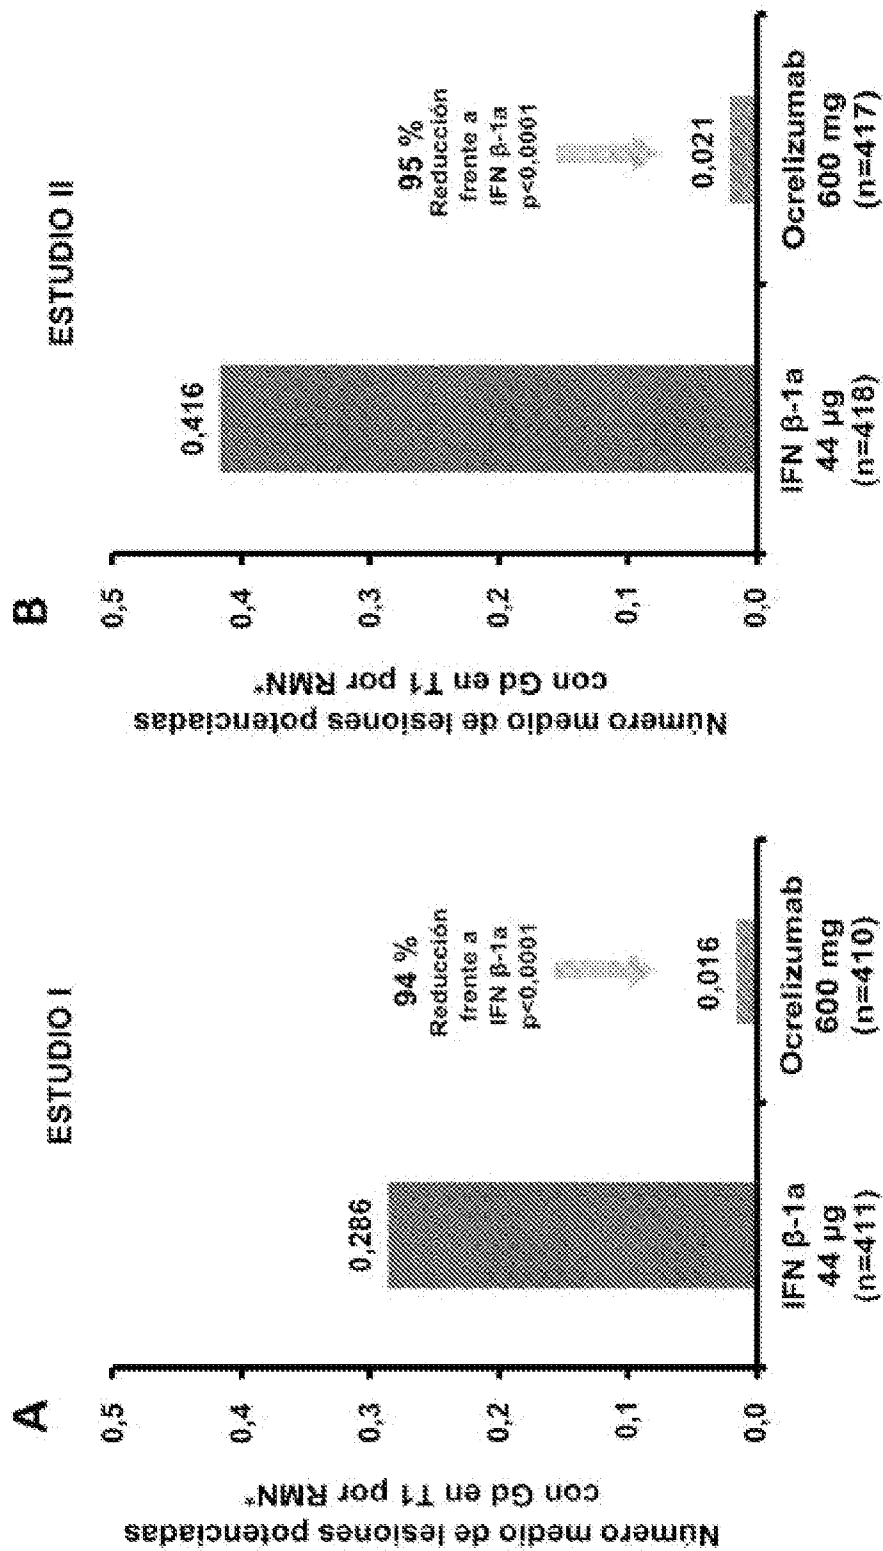 A
ESTUDIO I
Número medio de lesiones potenciadas
con Gd en T1 por RMN*
0,5
0,4
0,3
0,2
0,1
0,0
0,286
94 %
Reducción
frente a
IFN β-1a
p<0,0001
0,016
IFN β-1a
44 µg
(n=411)
Ocrelizumab
600 mg
(n=410)
B
ESTUDIO II
Número medio de lesiones potenciadas
con Gd en T1 por RMN*
0,5
0,4
0,3
0,2
0,1
0,0
0,416
95 %
Reducción
frente a
IFN β-1a
p<0,0001
0,021
IFN β-1a
44 µg
(n=418)
Ocrelizumab
600 mg
(n=417)